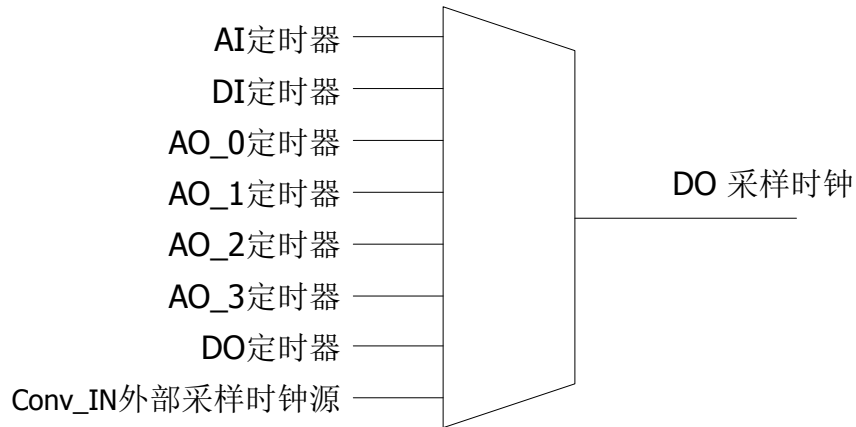 AI定时器
DI定时器
AO_0定时器
AO_1定时器
AO_2定时器
AO_3定时器
DO定时器
Conv_IN外部采样时钟源
DO 采样时钟